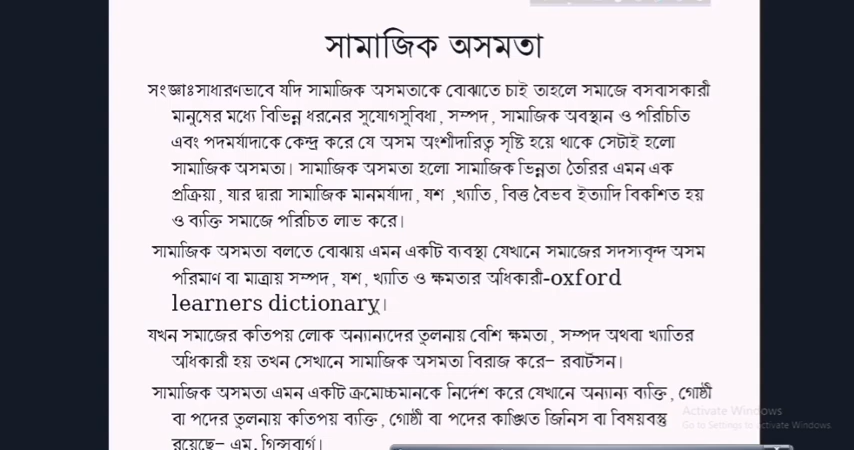 সামাজিক অসমতা
সংজ্ঞাঃসাধারণভাবে যদি সামাজিক অসমতাকে বোঝাতে চাই তাহলে সমাজে বসবাসকারী
মানুষের মধ্যে বিভিন্ন ধরনের সুযোগসুবিধা, সম্পদ, সামাজিক অবস্থান ও পরিচিতি
এবং পদমর্যাদাকে কেন্দ্র করে যে অসম অংশীদারিত্ব সৃষ্টি হয়ে থাকে সেটাই হলো
সামাজিক অসমতা। সামাজিক অসমতা হলো সামাজিক ভিন্নতা তৈরির এমন এক
প্রক্রিয়া, যার দ্বারা সামাজিক মানমর্যাদা, যশ ,খ্যাতি, বিত্ত বৈভব ইত্যাদি বিকশিত হয়
ও ব্যক্তি সমাজে পরিচিত লাভ করে।
সামাজিক অসমতা বলতে বোঝায় এমন একটি ব্যবস্থা যেখানে সমাজের সদস্যবৃন্দ অসম
পরিমাণ বা মাত্রায় সম্পদ, যশ, খ্যাতি ও ক্ষমতার অধিকারী-oxford
learners dictionary।
যখন সমাজের কতিপয় লোক অন্যান্যদের তুলনায় বেশি ক্ষমতা, সম্পদ অথবা খ্যাতির
অধিকারী হয় তখন সেখানে সামাজিক অসমতা বিরাজ করে– রবার্টসন।
সামাজিক অসমতা এমন একটি ক্রমোচ্চমানকে নির্দেশ করে যেখানে অন্যান্য ব্যক্তি, গোষ্ঠী
বা পদের তুলনায় কতিপয় ব্যক্তি, গোষ্ঠী বা পদের কাঙ্খিত জিনিস বা বিষয়বস্তু
রয়েছে– এম. গিন্সবার্গ।
Activate Windows
Go to Settings to activate Windows.